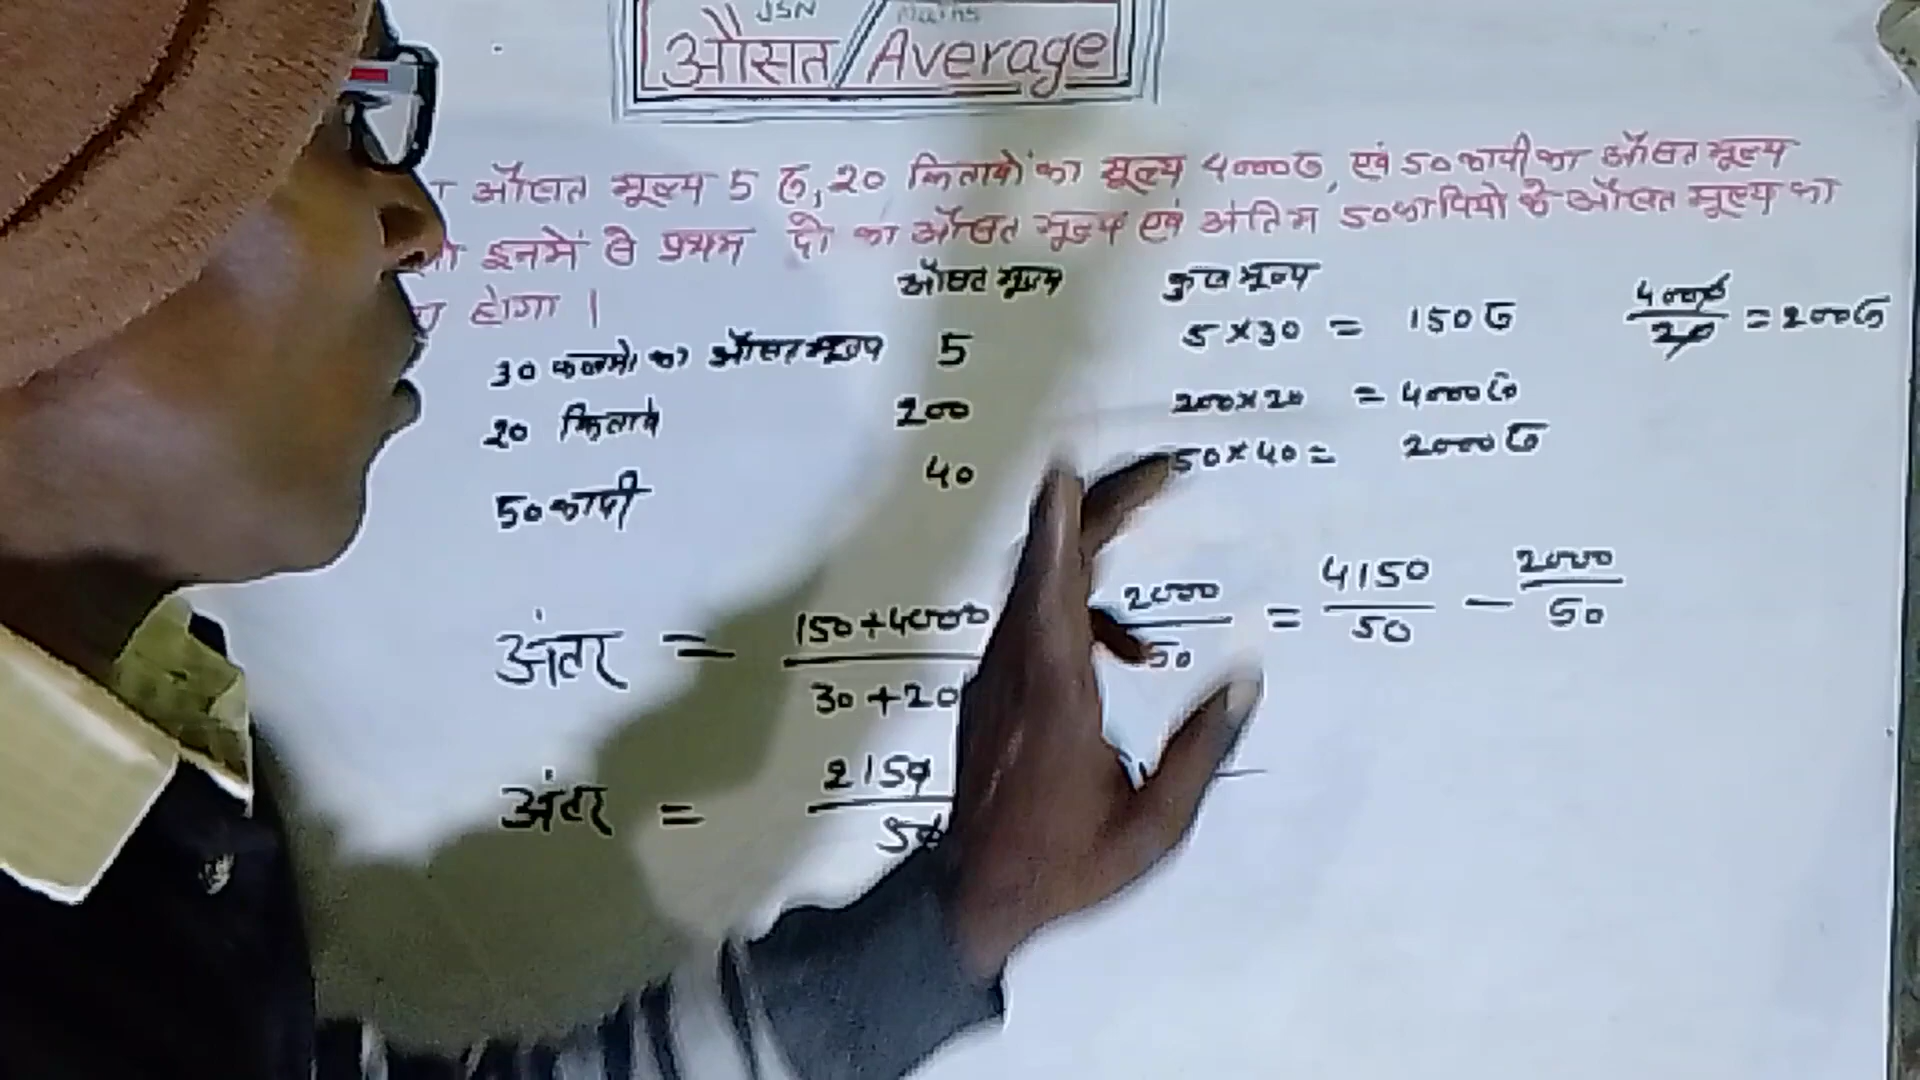 JSN Maths
औसत // Average
औसत मूल्य 5 रु, 20 किताबों का मूल्य 4000रु, एवं 50 कापी का औसत मूल्य
इनमें से प्रथम दो का औसत मूल्य एवं अंतिम 50 कापियो के औसत मूल्य का
होगा ।
औसत मूल्य कुल मूल्य
30 कलमो का औसत मूल्य 5 5×30 = 150रु 4000/20 = 200रु
20 किताबे 200 200×20 = 4000रु
50 कापी 40 50×40 = 2000रु
अंतर = 150+4000/30+20 2000/50 = 4150/50 − 2000/50
अंतर = 2150/50